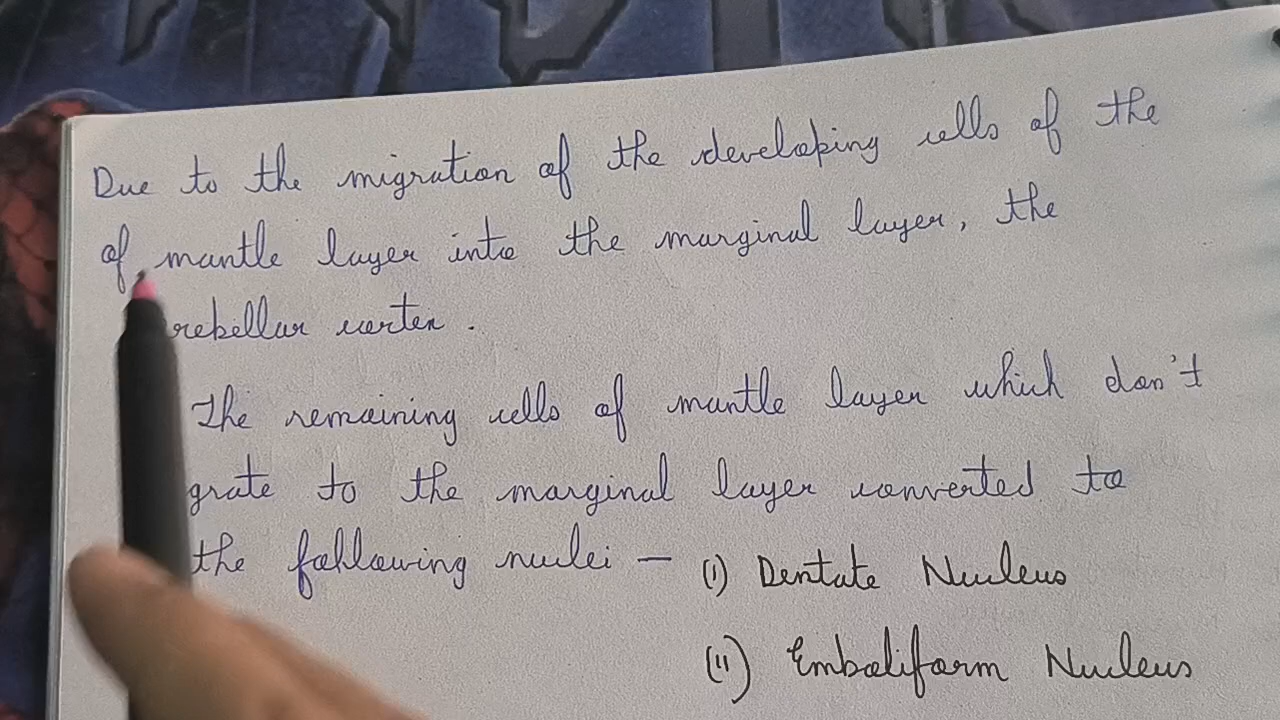 Due to the migration of the developing cells of the
of mantle layer into the marginal layer, the
rebellar cortex.
The remaining cells of mantle layer which don't
grate to the marginal layer converted to
the following nuclei — (i) Dentate Nucleus
(ii) Emboliform Nucleus